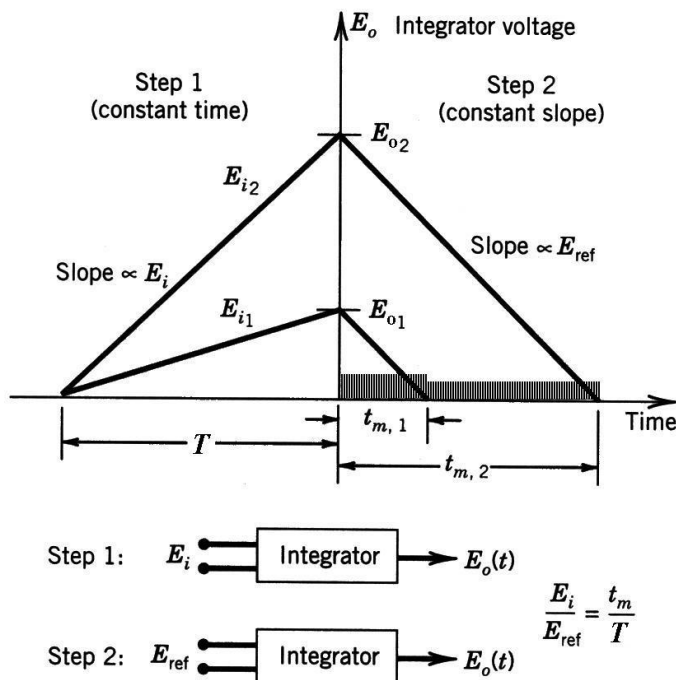 E_o Integrator voltage
Step 1
(constant time)
Step 2
(constant slope)
E_o2
E_i2
Slope ∝ E_i
Slope ∝ E_ref
E_i1
E_o1
Time
t_m, 1
T
t_m, 2
Step 1: E_i Integrator E_o(t)
E_i/E_ref = t_m/T
Step 2: E_ref Integrator E_o(t)